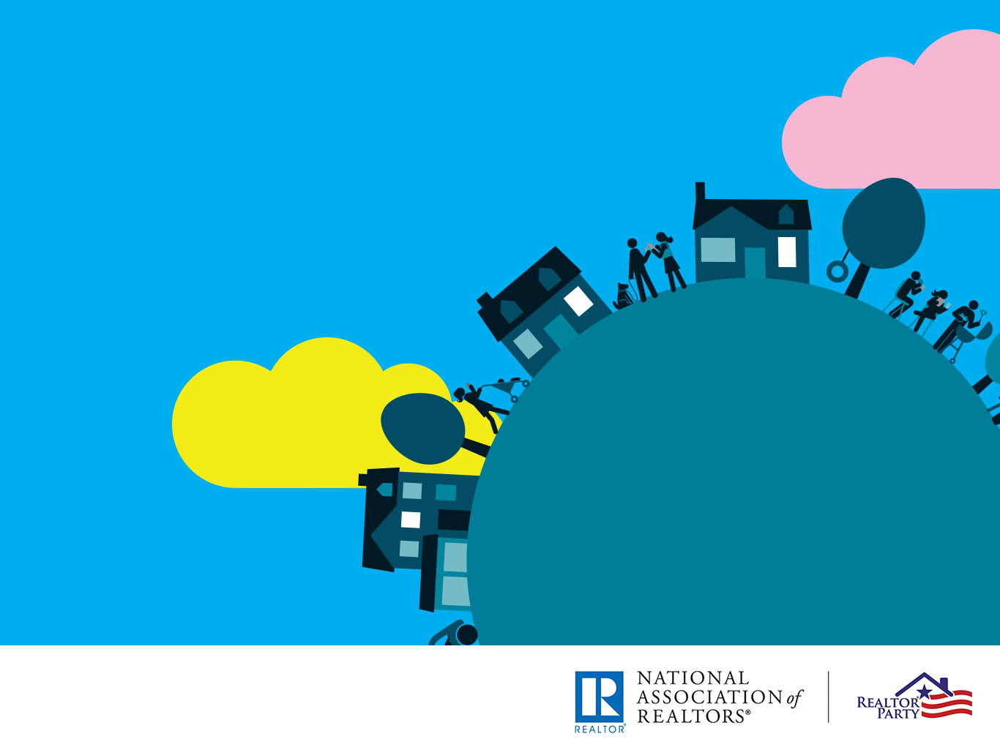 REALTOR®
NATIONAL
ASSOCIATION of
REALTORS®
REALTOR®
PARTY